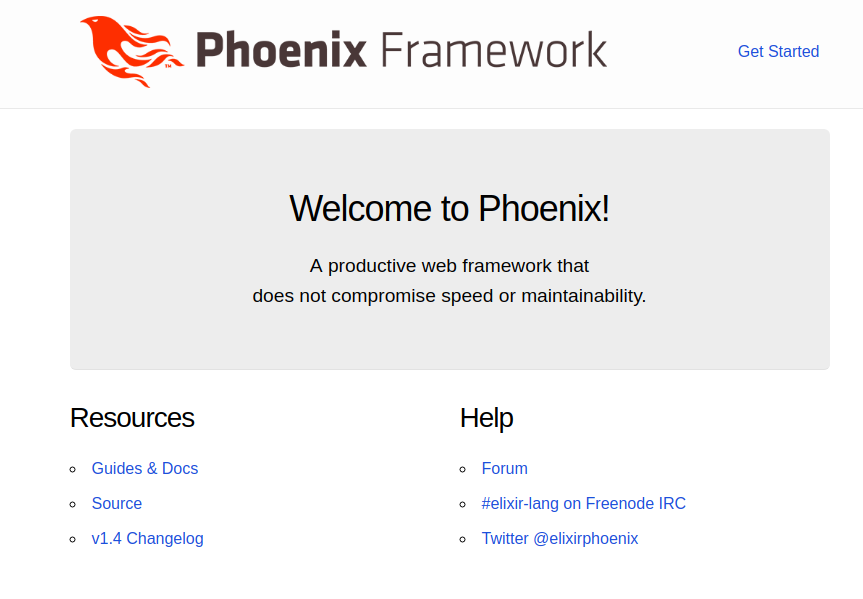 Phoenix Framework
TM
Get Started
Welcome to Phoenix!
A productive web framework that
does not compromise speed or maintainability.
Resources
Guides & Docs
Source
v1.4 Changelog
Help
Forum
#elixir-lang on Freenode IRC
Twitter @elixirphoenix